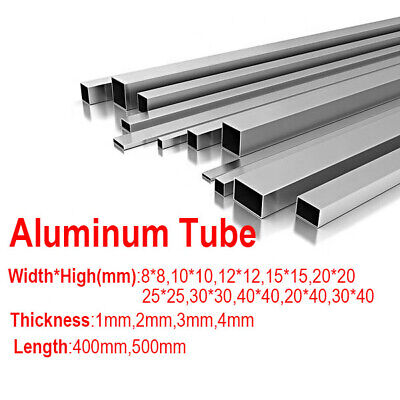 Aluminum Tube
Width*High(mm):8*8,10*10,12*12,15*15,20*20
25*25,30*30,40*40,20*40,30*40
Thickness:1mm,2mm,3mm,4mm
Length:400mm,500mm